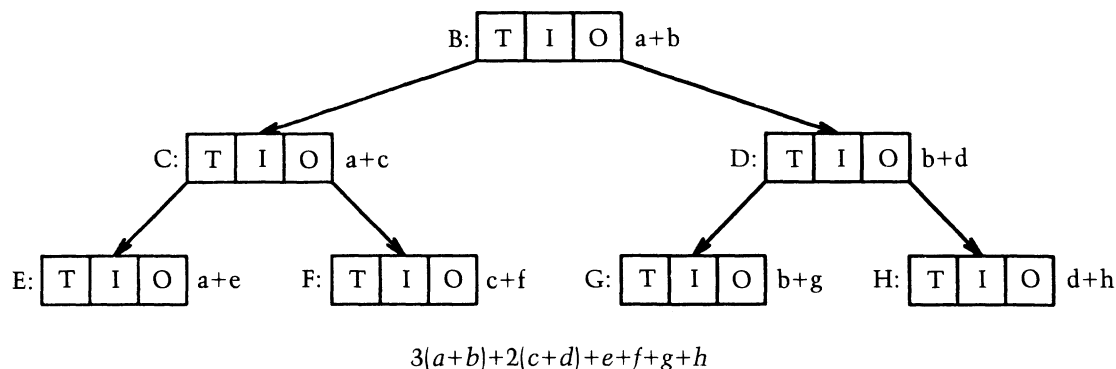 B: T I O a+b
C: T I O a+c D: T I O b+d
E: T I O a+e F: T I O c+f G: T I O b+g H: T I O d+h
3(a+b)+2(c+d)+e+f+g+h